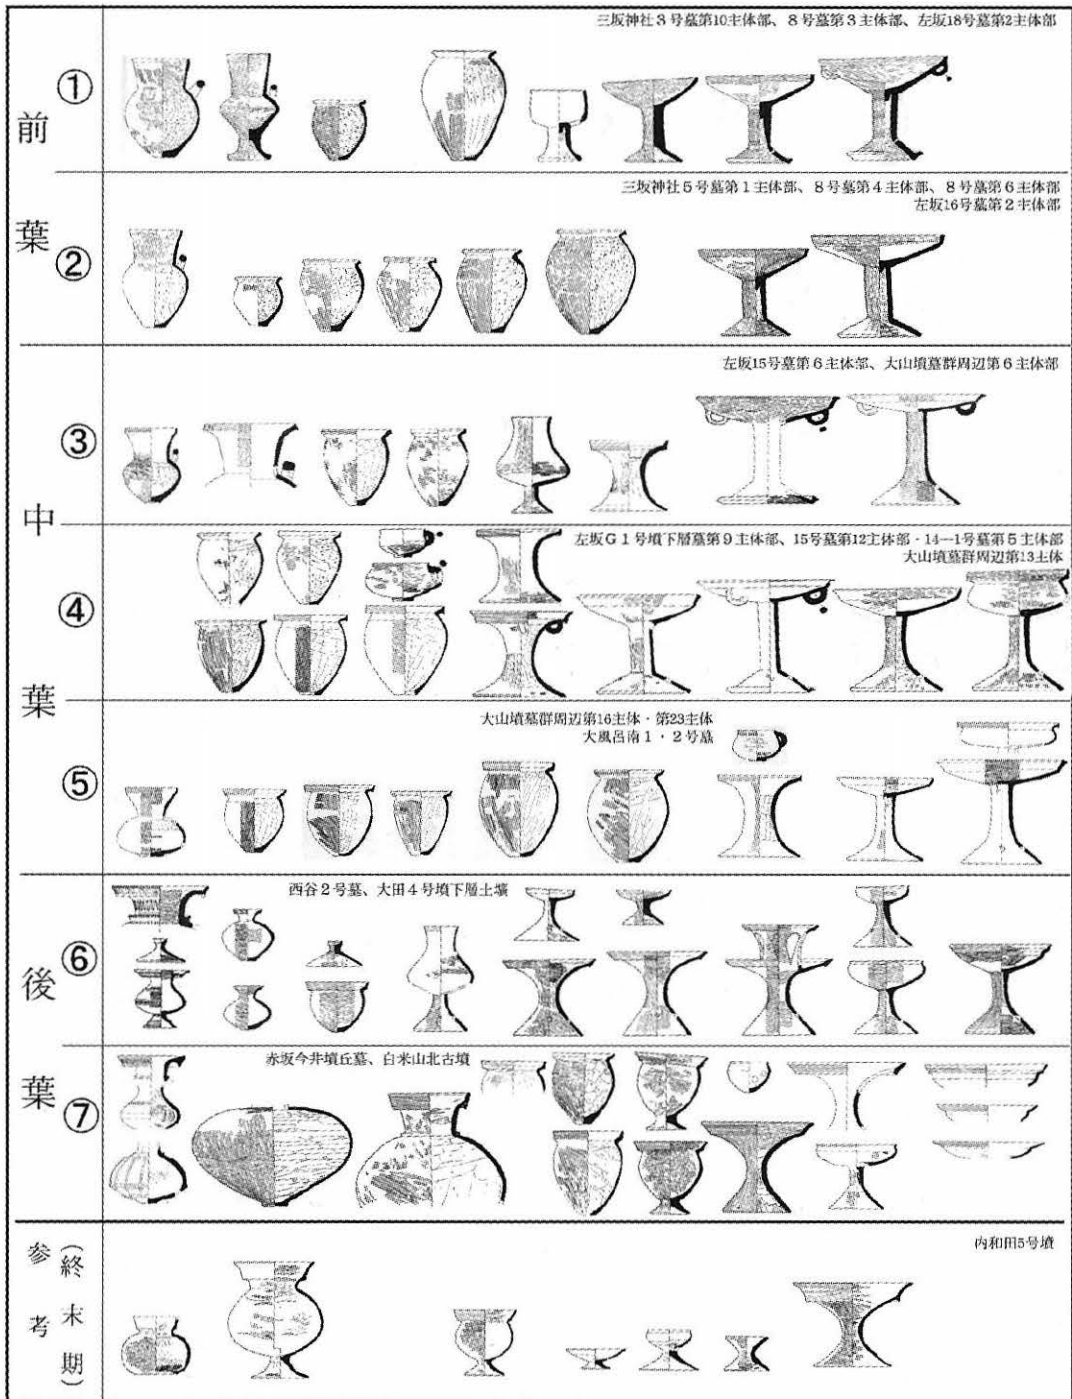 前葉
①
三坂神社3号墓第10主体部、8号墓第3主体部、左坂18号墓第2主体部
②
三坂神社5号墓第1主体部、8号墓第4主体部、8号墓第6主体部
左坂16号墓第2主体部
中葉
③
左坂15号墓第6主体部、大山墳墓群周辺第6主体部
④
左坂G1号墳下層墓第9主体部、15号墓第12主体部・14―1号墓第5主体部
大山墳墓群周辺第13主体
⑤
大山墳墓群周辺第16主体・第23主体
大風呂南1・2号墓
後葉
⑥
西谷2号墓、大田4号墳下層土壙
⑦
赤坂今井墳丘墓、白米山北古墳
参考
(終末期)
内和田5号墳